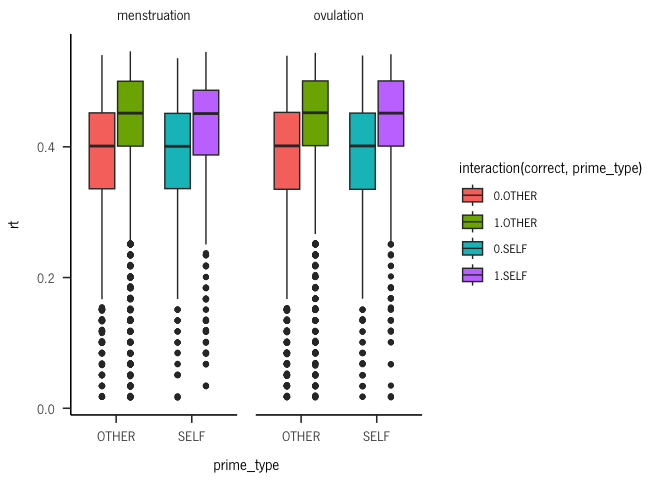 menstruation ovulation
rt
0.4
0.2
0.0
OTHER SELF OTHER SELF
prime_type
interaction(correct, prime_type)
0.OTHER
1.OTHER
0.SELF
1.SELF